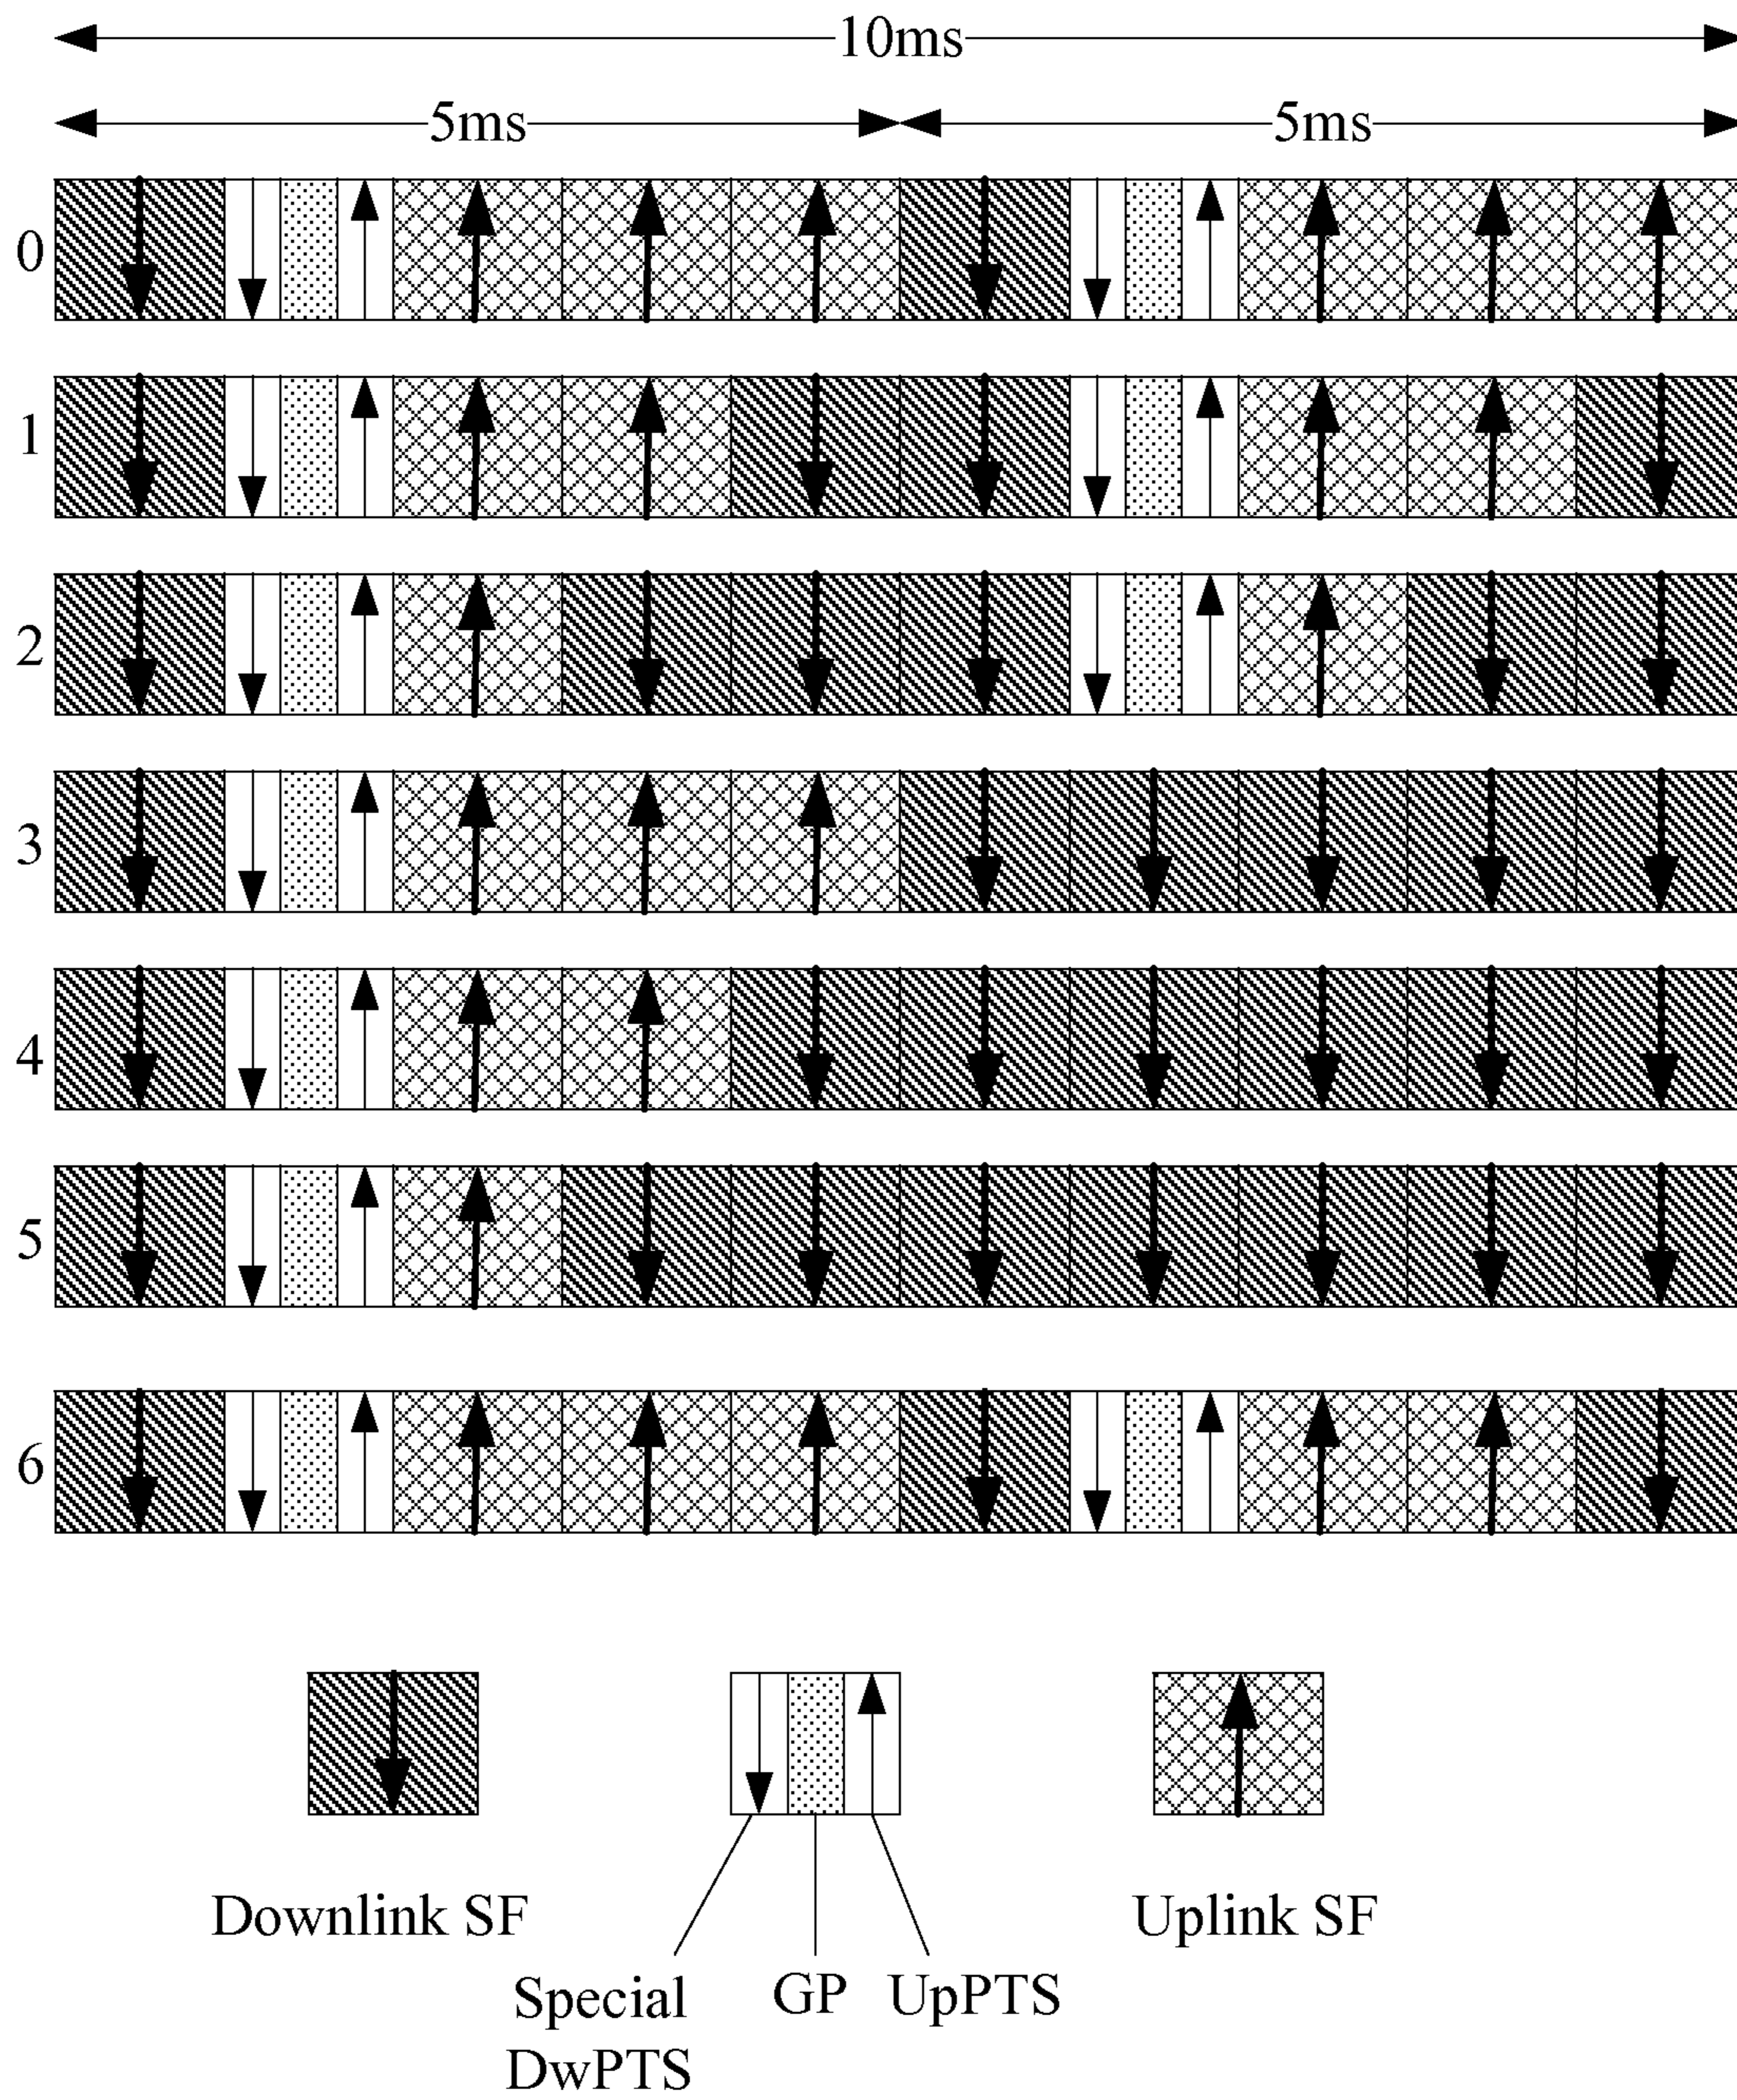 10ms
5ms 5ms
0
1
2
3
4
5
6
Downlink SF
Uplink SF
Special
DwPTS
GP
UpPTS